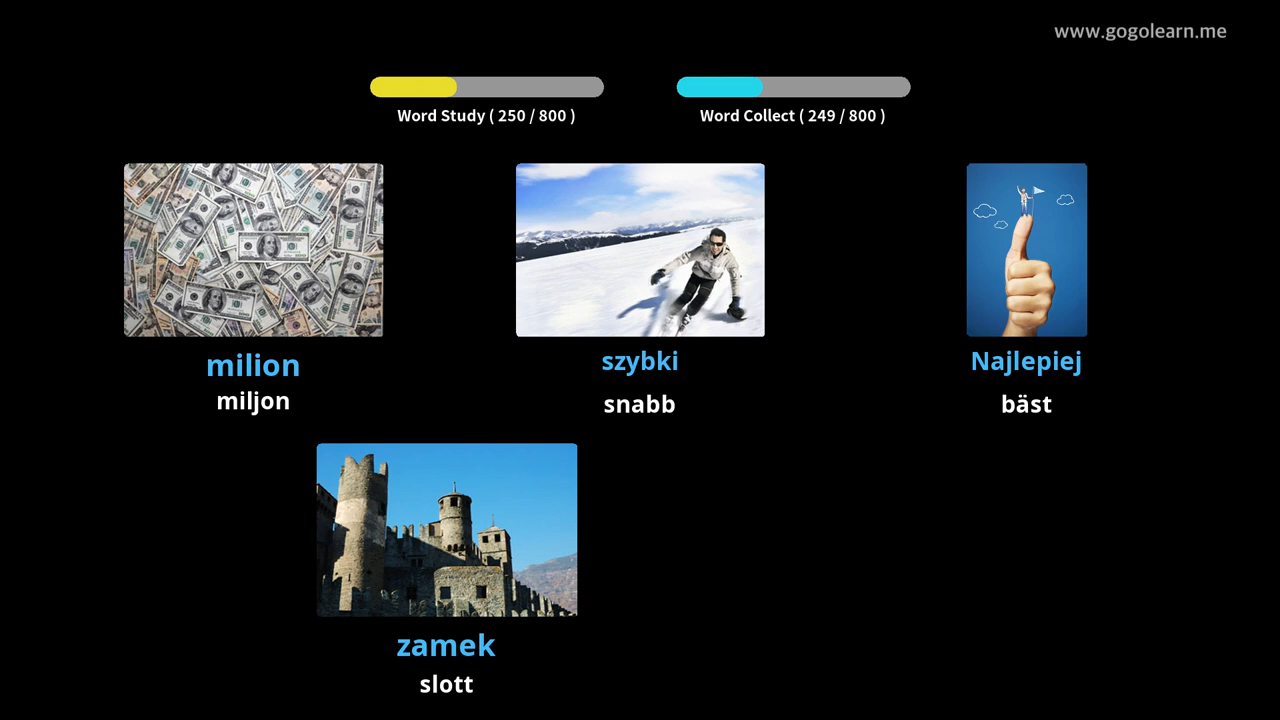 www.gogolearn.me
Word Study ( 250 / 800 )
Word Collect ( 249 / 800 )
milion
miljon
szybki
snabb
Najlepiej
bäst
zamek
slott